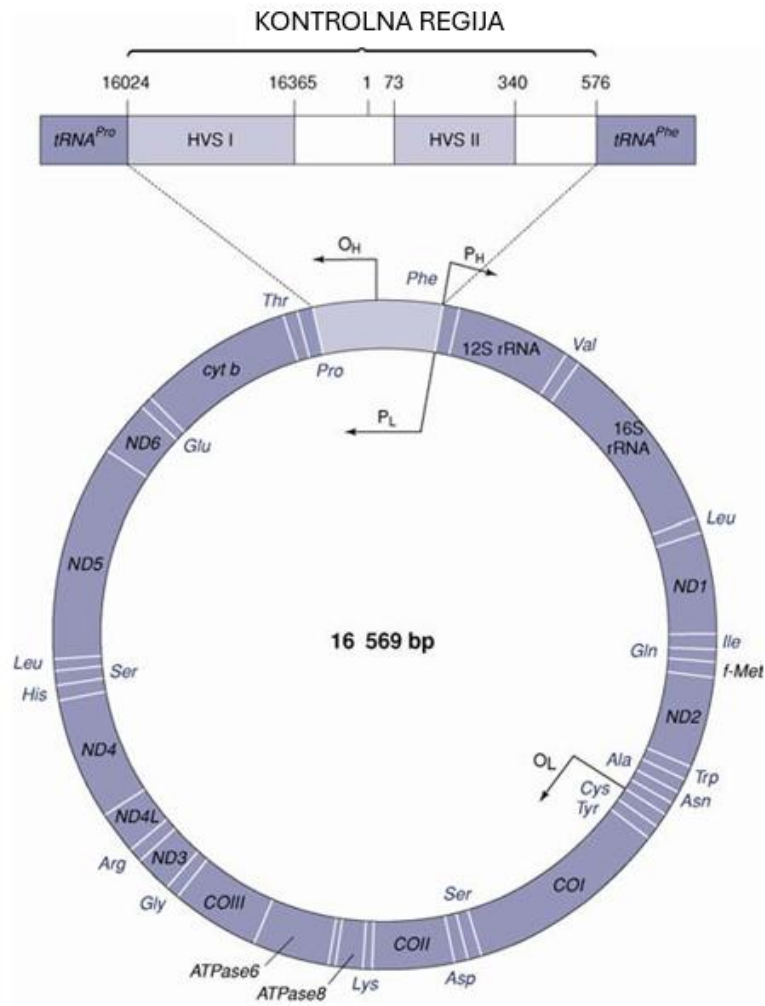 KONTROLNA REGIJA
16024 16365 1 73 340 576
tRNAPro HVS I HVS II tRNAPhe
OH
PH
Phe
Thr
12S rRNA
Val
cyt b
Pro
PL
16S
rRNA
ND6
Glu
Leu
ND5
ND1
16 569 bp
Ile
Gln
Leu
Ser
f-Met
His
ND2
ND4
Ala
OL
Trp
Cys
Asn
Tyr
ND4L
ND3
Arg
COI
Gly
COIII
Ser
COII
ATPase6
Lys
Asp
ATPase8